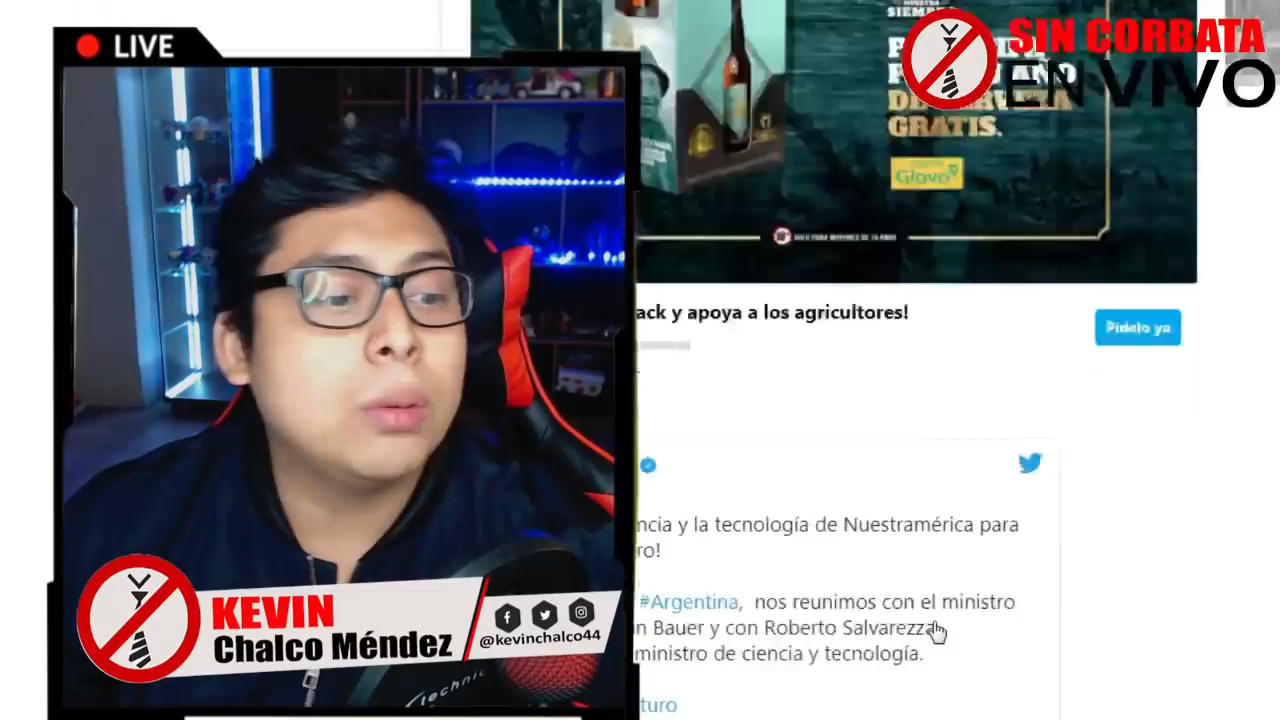 LIVE
SIEMPRE
GRATIS.
Glovo
SIN CORBATA
EN VIVO
ack y apoya a los agricultores!
Pídelo ya
ncia y la tecnología de Nuestramérica para
ro!
#Argentina, nos reunimos con el ministro
n Bauer y con Roberto Salvarezza,
ministro de ciencia y tecnología.
turo
KEVIN
Chalco Méndez
@kevinchalco44
technic